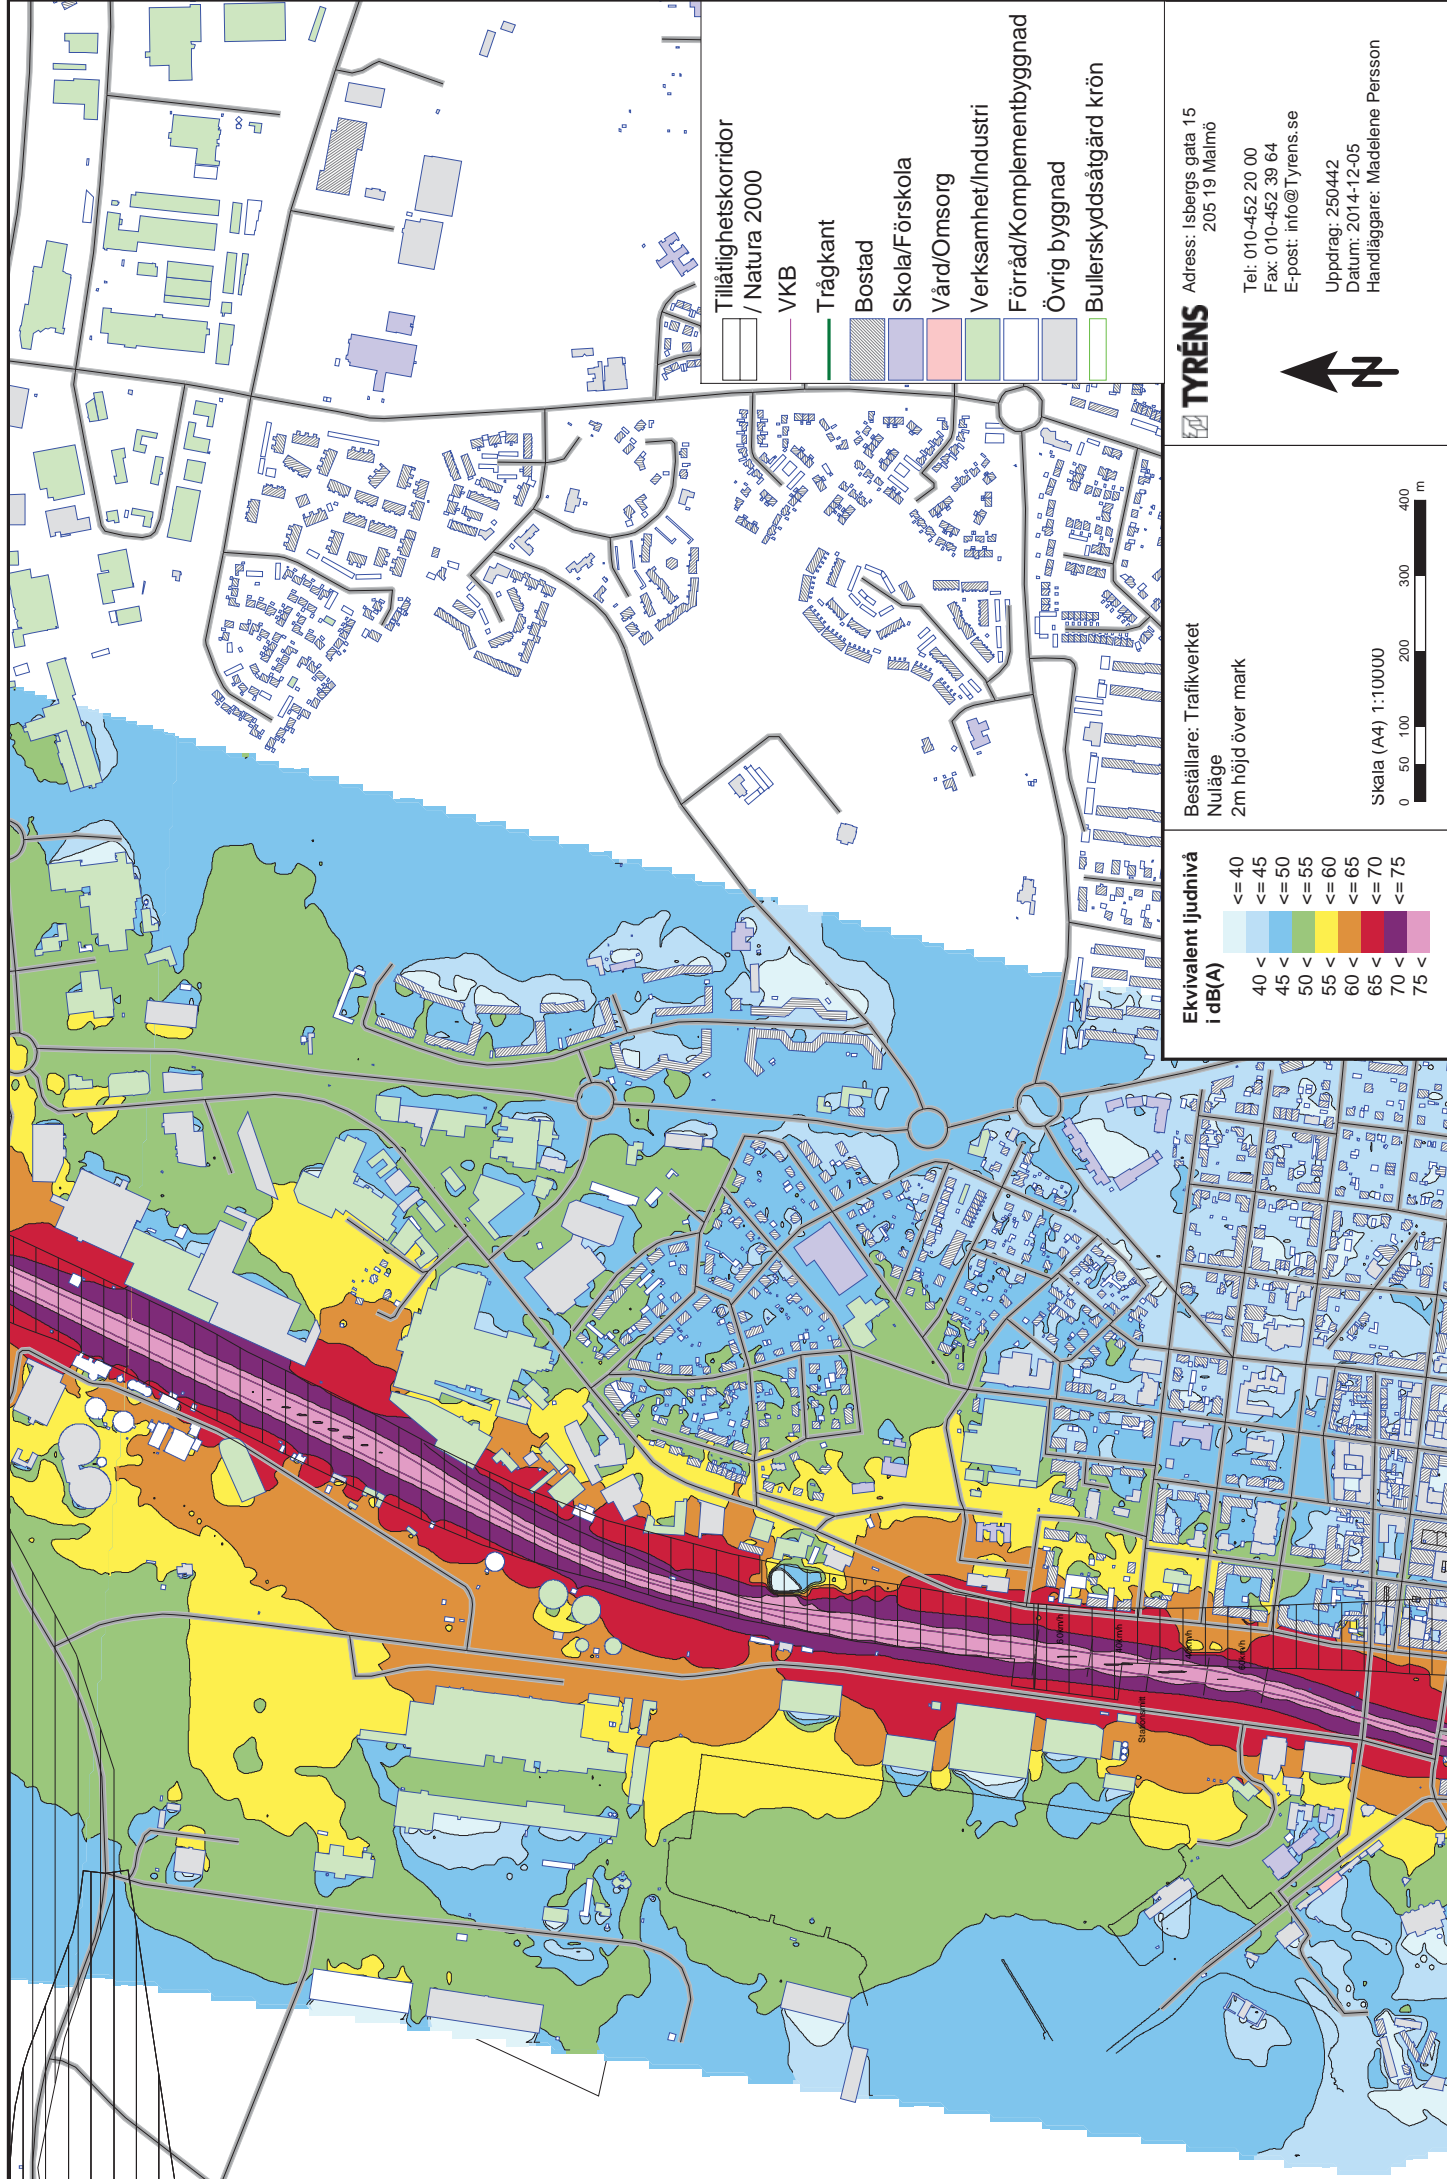 Tillåtlighetskorridor
/ Natura 2000
VKB
Trågkant
Bostad
Skola/Förskola
Vård/Omsorg
Verksamhet/Industri
Förråd/Komplementbyggnad
Övrig byggnad
Bullerskyddsåtgärd krön
Ekvivalent ljudnivå
i dB(A)
<= 40
40 < <= 45
45 < <= 50
50 < <= 55
55 < <= 60
60 < <= 65
65 < <= 70
70 < <= 75
75 <
Beställare: Trafikverket
Nuläge
2m höjd över mark
Skala (A4) 1:10000
0 50 100 200 300 400
m
TYRÉNS
Adress: Isbergs gata 15
205 19 Malmö
Tel: 010-452 20 00
Fax: 010-452 39 64
E-post: info@Tyrens.se
Uppdrag: 250442
Datum: 2014-12-05
Handläggare: Madelene Persson
N
Stationsmitt